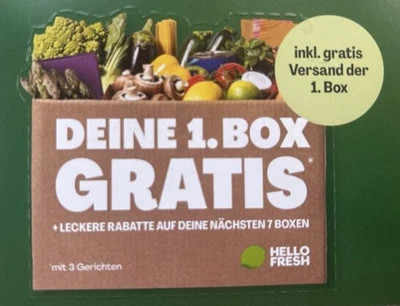 inkl. gratis
Versand der
1. Box
DEINE 1. BOX
GRATIS*
+ LECKERE RABATTE AUF DEINE NÄCHSTEN 7 BOXEN
HELLO
FRESH
*mit 3 Gerichten